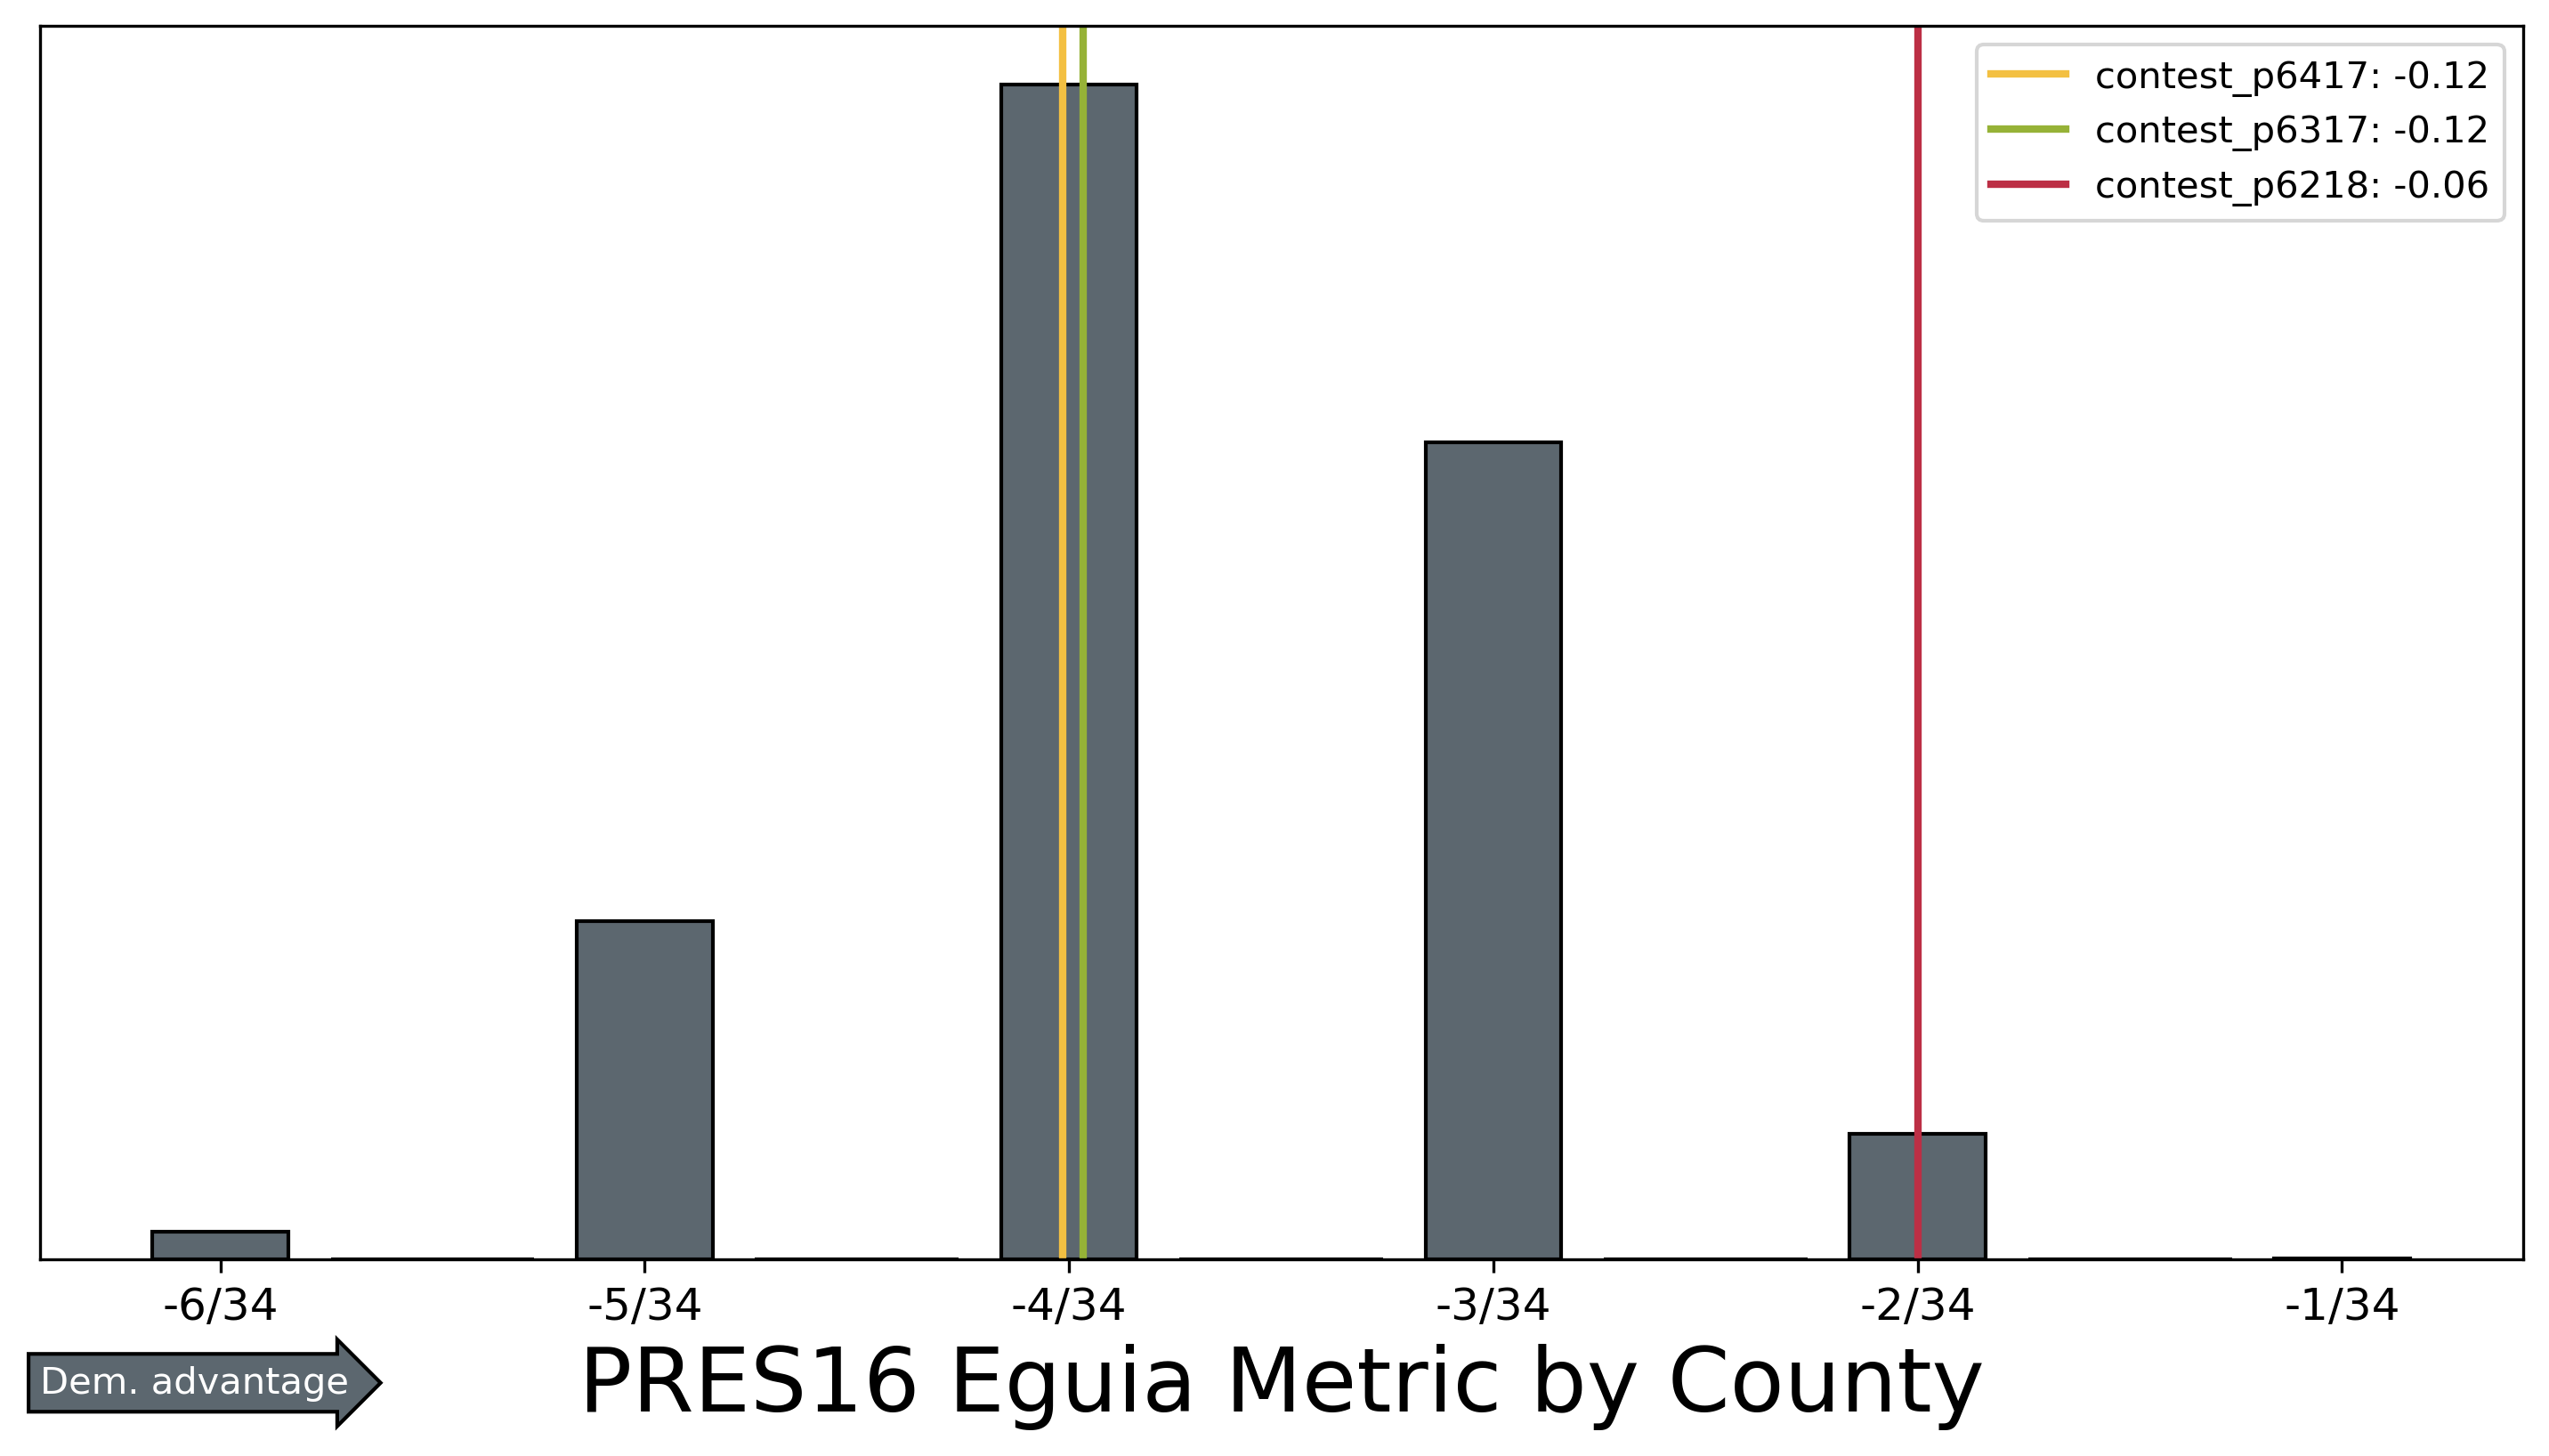 contest_p6417: -0.12
contest_p6317: -0.12
contest_p6218: -0.06
-6/34 -5/34 -4/34 -3/34 -2/34 -1/34
Dem. advantage
PRES16 Eguia Metric by County